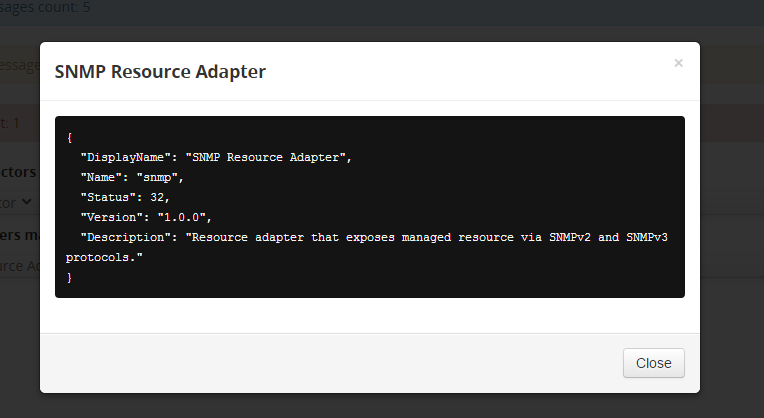 sages count: 5
essage
t: 1
SNMP Resource Adapter
×
{
"DisplayName": "SNMP Resource Adapter",
"Name": "snmp",
"Status": 32,
"Version": "1.0.0",
"Description": "Resource adapter that exposes managed resource via SNMPv2 and SNMPv3
protocols."
}
ctors
tor
ers ma
urce Ad
Close